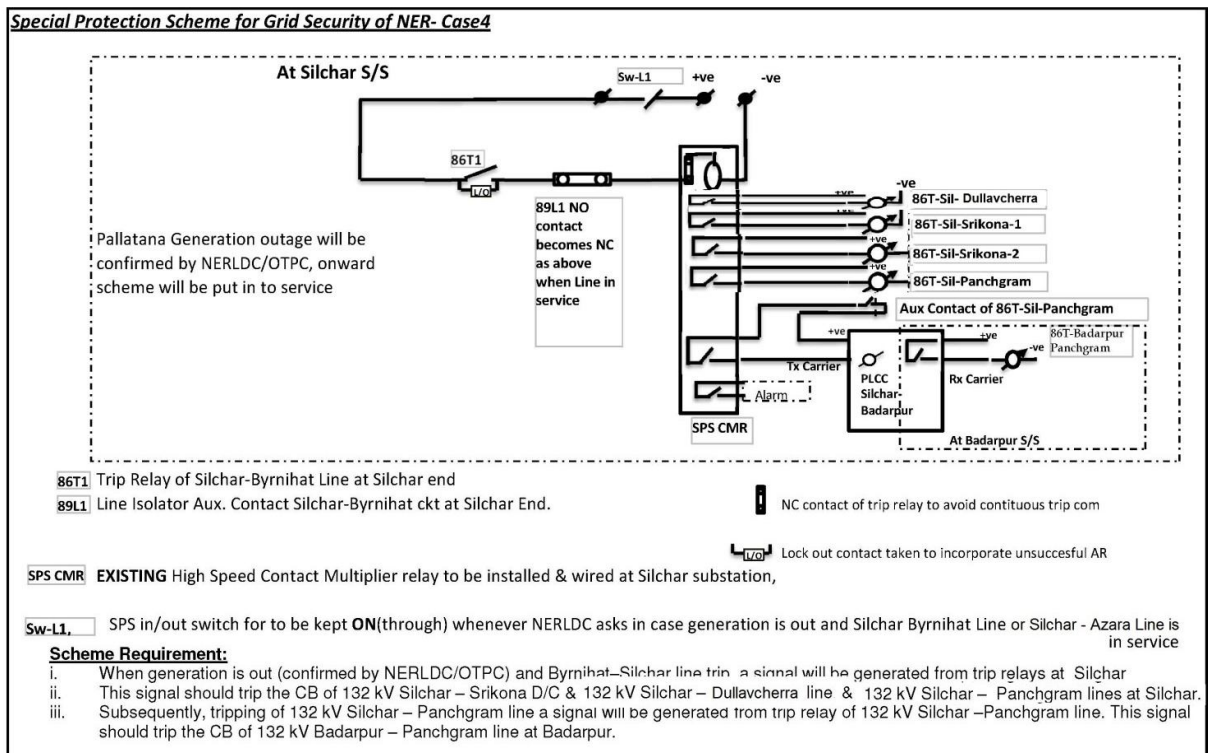 Special Protection Scheme for Grid Security of NER- Case4
At Silchar S/S
Sw-L1
+ve
-ve
86T1
L/O
89L1 NO
contact
becomes NC
as above
when Line in
service
Pallatana Generation outage will be
confirmed by NERLDC/OTPC, onward
scheme will be put in to service
+ve
-ve
86T-Sil- Dullavcherra
+ve
86T-Sil-Srikona-1
+ve
86T-Sil-Srikona-2
+ve
86T-Sil-Panchgram
Aux Contact of 86T-Sil-Panchgram
+ve
+ve
86T-Badarpur
Panchgram
-ve
Tx Carrier
PLCC
Silchar-
Badarpur
Rx Carrier
Alarm
At Badarpur S/S
SPS CMR
86T1 Trip Relay of Silchar-Byrnihat Line at Silchar end
89L1 Line Isolator Aux. Contact Silchar-Byrnihat ckt at Silchar End.
NC contact of trip relay to avoid contituous trip com
L/O Lock out contact taken to incorporate unsuccesful AR
SPS CMR EXISTING High Speed Contact Multiplier relay to be installed & wired at Silchar substation,
Sw-L1, SPS in/out switch for to be kept ON(through) whenever NERLDC asks in case generation is out and Silchar Byrnihat Line or Silchar - Azara Line is
in service
Scheme Requirement:
i. When generation is out (confirmed by NERLDC/OTPC) and Byrnihat–Silchar line trip, a signal will be generated from trip relays at Silchar
ii. This signal should trip the CB of 132 kV Silchar – Srikona D/C & 132 kV Silchar – Dullavcherra line & 132 kV Silchar – Panchgram lines at Silchar.
iii. Subsequently, tripping of 132 kV Silchar – Panchgram line a signal will be generated from trip relay of 132 kV Silchar –Panchgram line. This signal
should trip the CB of 132 kV Badarpur – Panchgram line at Badarpur.